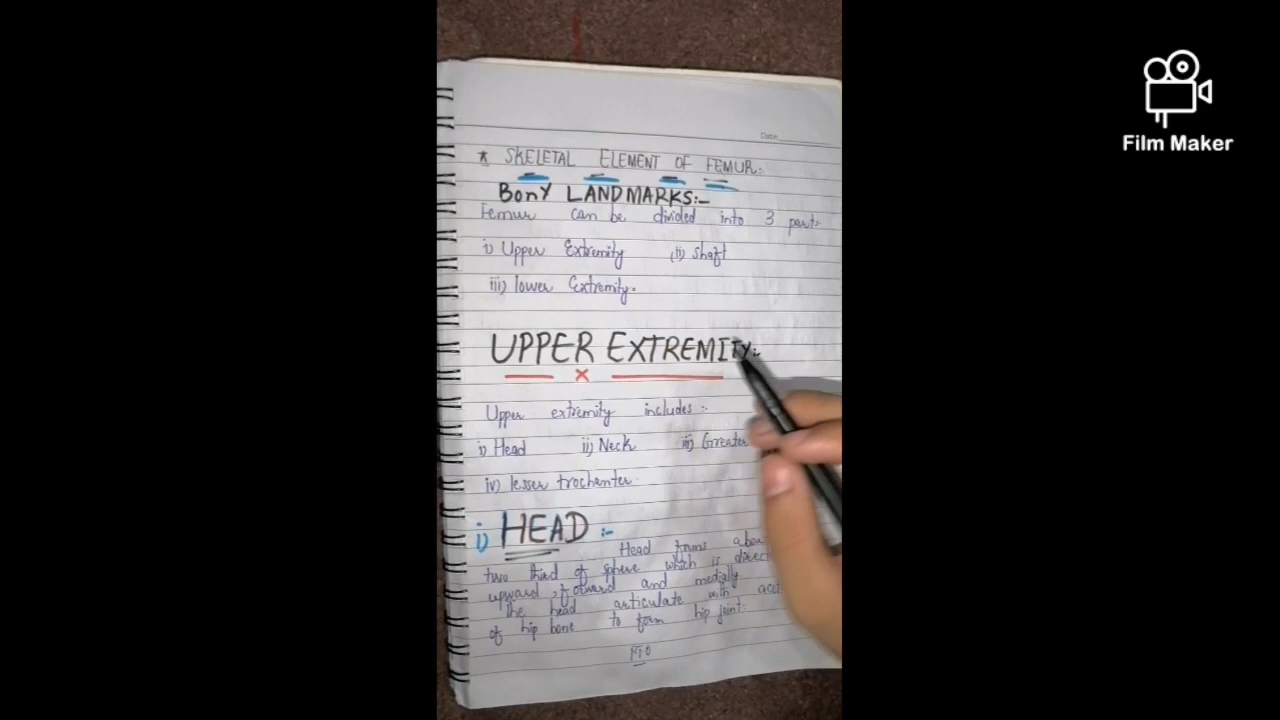 Date:
* SKELETAL ELEMENT OF FEMUR:
BonY LANDMARKS:-
Femur can be divided into 3 parts
i) Upper Extremity (ii) Shaft
iii) lower Extremity.
UPPER EXTREMITY:-
Upper extremity includes :-
i) Head ii) Neck iii) Greater
iv) lesser trochanter.
i) HEAD :-
Head forms
two third of sphere which is
upward, forward and medially
the head articulate with
of hip bone to form hip joint:
Film Maker